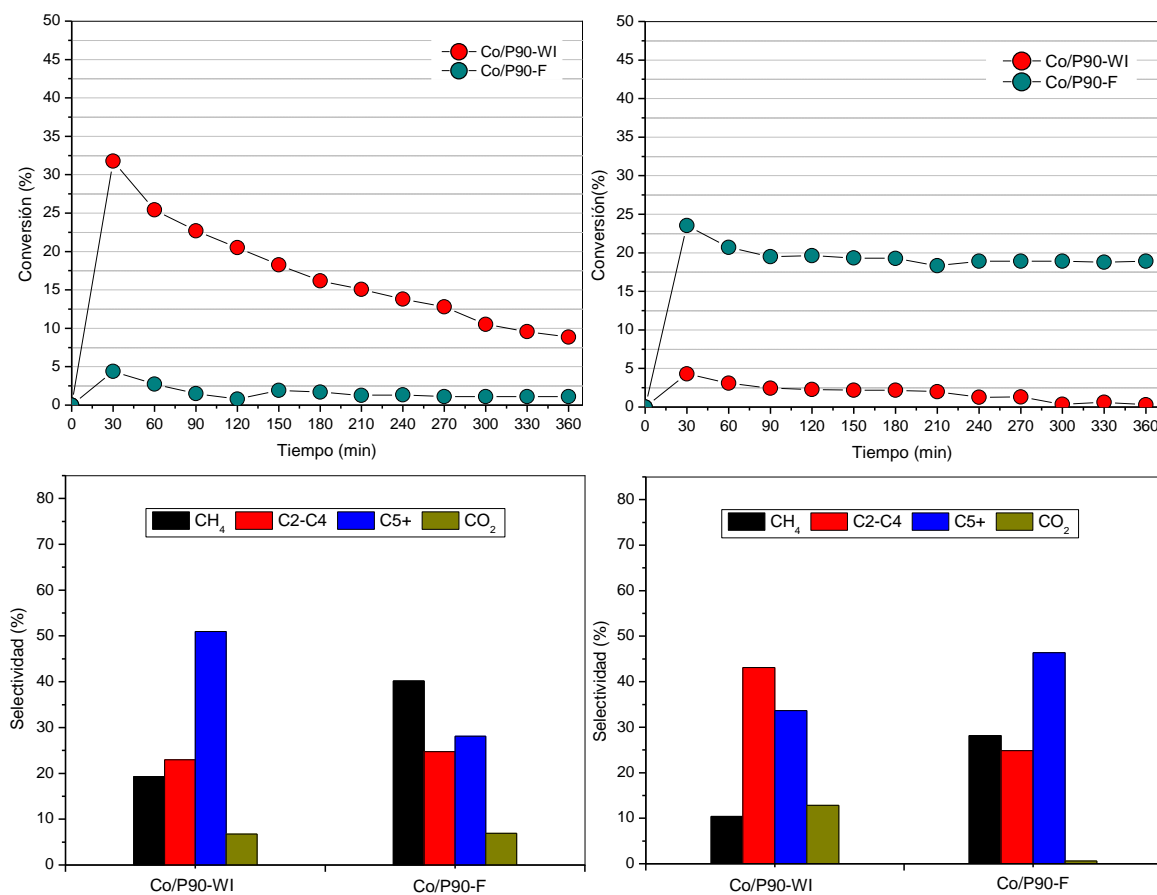 50
45
40
35
30
25
20
15
10
5
0
Conversión (%)
Co/P90-WI
Co/P90-F
0 30 60 90 120 150 180 210 240 270 300 330 360
Tiempo (min)
50
45
40
35
30
25
20
15
10
5
0
Conversión(%)
Co/P90-WI
Co/P90-F
0 30 60 90 120 150 180 210 240 270 300 330 360
Tiempo (min)
80
70
60
50
40
30
20
10
0
Selectividad (%)
CH4 C2-C4 C5+ CO2
Co/P90-WI Co/P90-F
80
70
60
50
40
30
20
10
0
Selectividad (%)
CH4 C2-C4 C5+ CO2
Co/P90-WI Co/P90-F